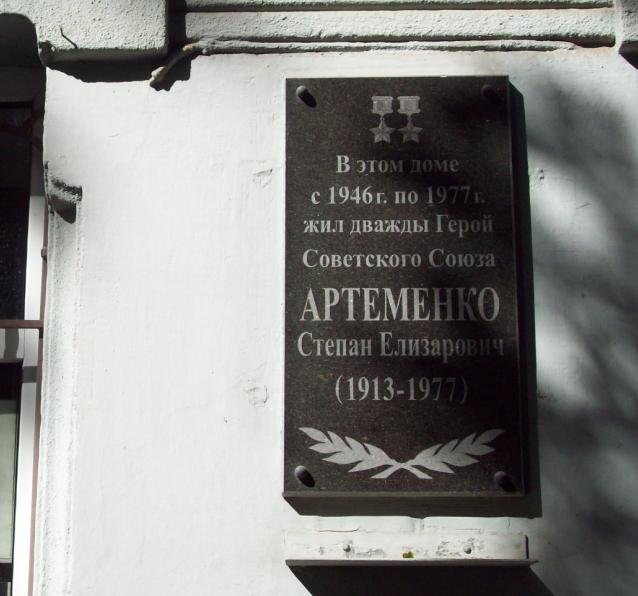 В этом доме
с 1946г. по 1977г.
жил дважды Герой
Советского Союза
АРТЕМЕНКО
Степан Елизарович
(1913-1977)